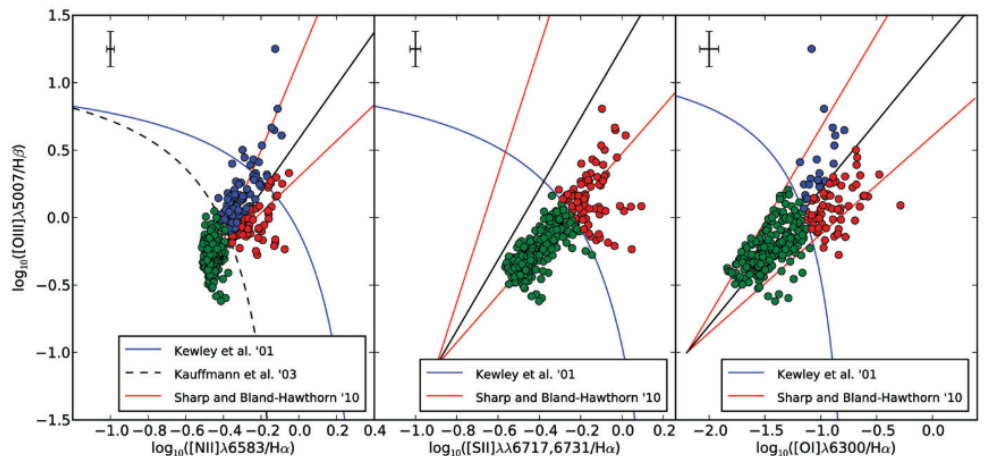 1.5
1.0
0.5
0.0
−0.5
−1.0
−1.5
log₁₀([OIII]λ5007/Hβ)
Kewley et al. '01
Kauffmann et al. '03
Sharp and Bland-Hawthorn '10
−1.0 −0.8 −0.6 −0.4 −0.2 0.0 0.2 0.4
log₁₀([NII]λ6583/Hα)
Kewley et al. '01
Sharp and Bland-Hawthorn '10
−1.0 −0.8 −0.6 −0.4 −0.2 0.0 0.2
log₁₀([SII]λλ6717,6731/Hα)
Kewley et al. '01
Sharp and Bland-Hawthorn '10
−2.0 −1.5 −1.0 −0.5 0.0
log₁₀([OI]λ6300/Hα)